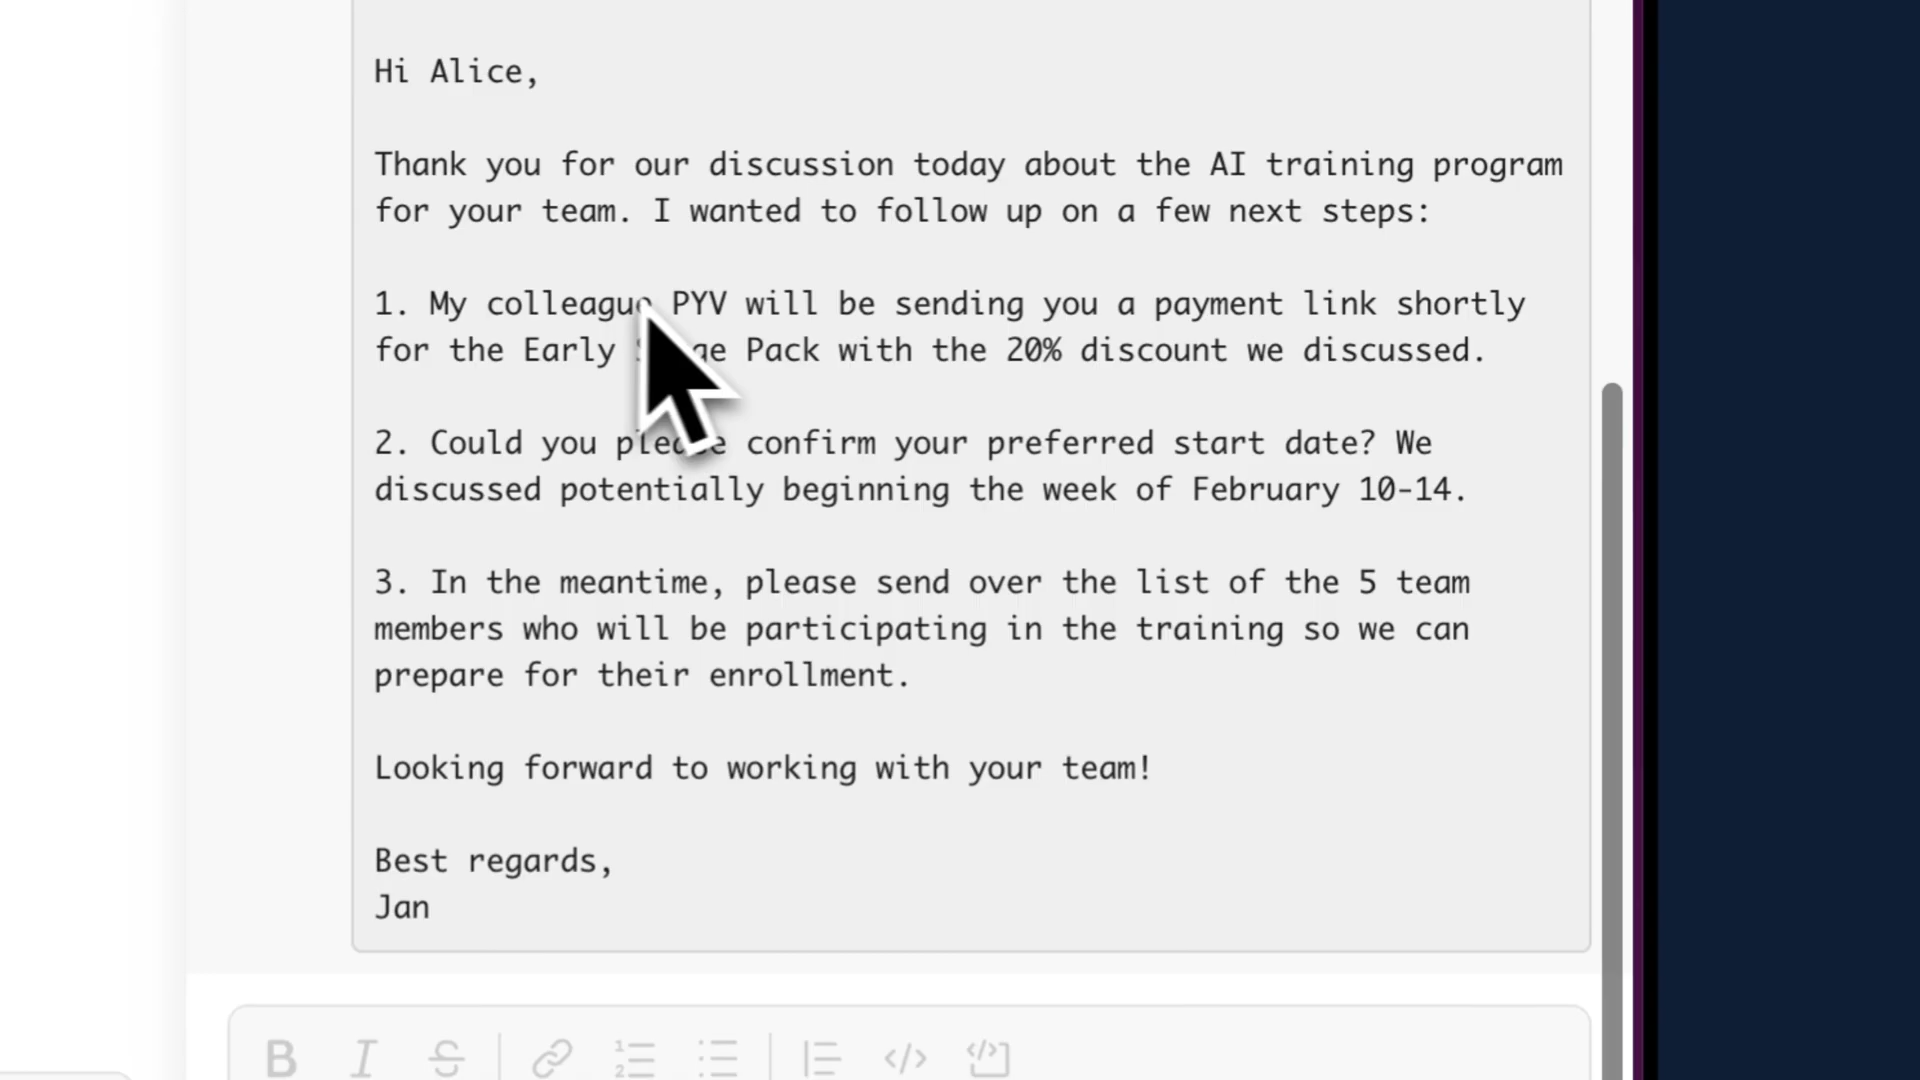 Hi Alice,
Thank you for our discussion today about the AI training program
for your team. I wanted to follow up on a few next steps:
1. My colleague PYV will be sending you a payment link shortly
for the Early Pack with the 20% discount we discussed.
2. Could you please confirm your preferred start date? We
discussed potentially beginning the week of February 10-14.
3. In the meantime, please send over the list of the 5 team
members who will be participating in the training so we can
prepare for their enrollment.
Looking forward to working with your team!
Best regards,
Jan